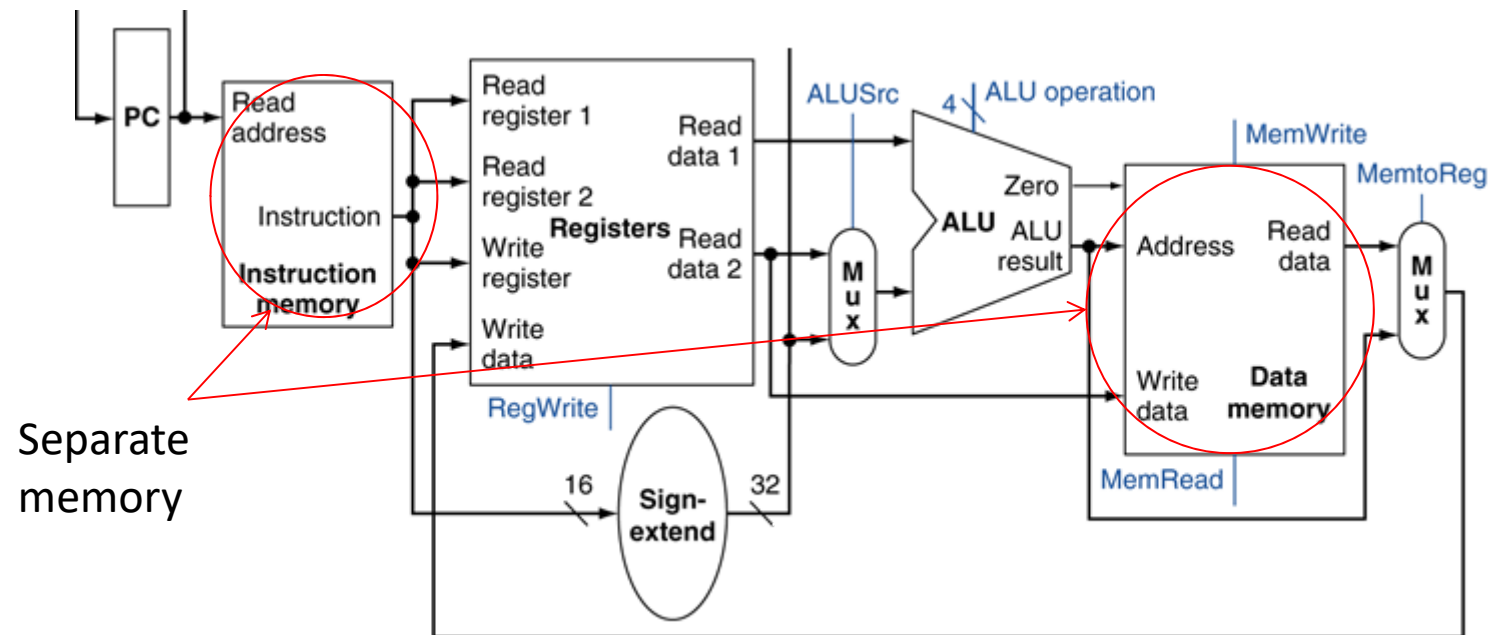 PC
Read
address
Instruction
Instruction
memory
Read
register 1
Read
register 2
Write
register
Write
data
Registers
Read
data 1
Read
data 2
RegWrite
16
Sign-
extend
32
ALUSrc
M
u
x
4
ALU operation
Zero
ALU
ALU
result
MemWrite
Address
Read
data
Write
data
Data
memory
MemRead
MemtoReg
M
u
x
Separate
memory